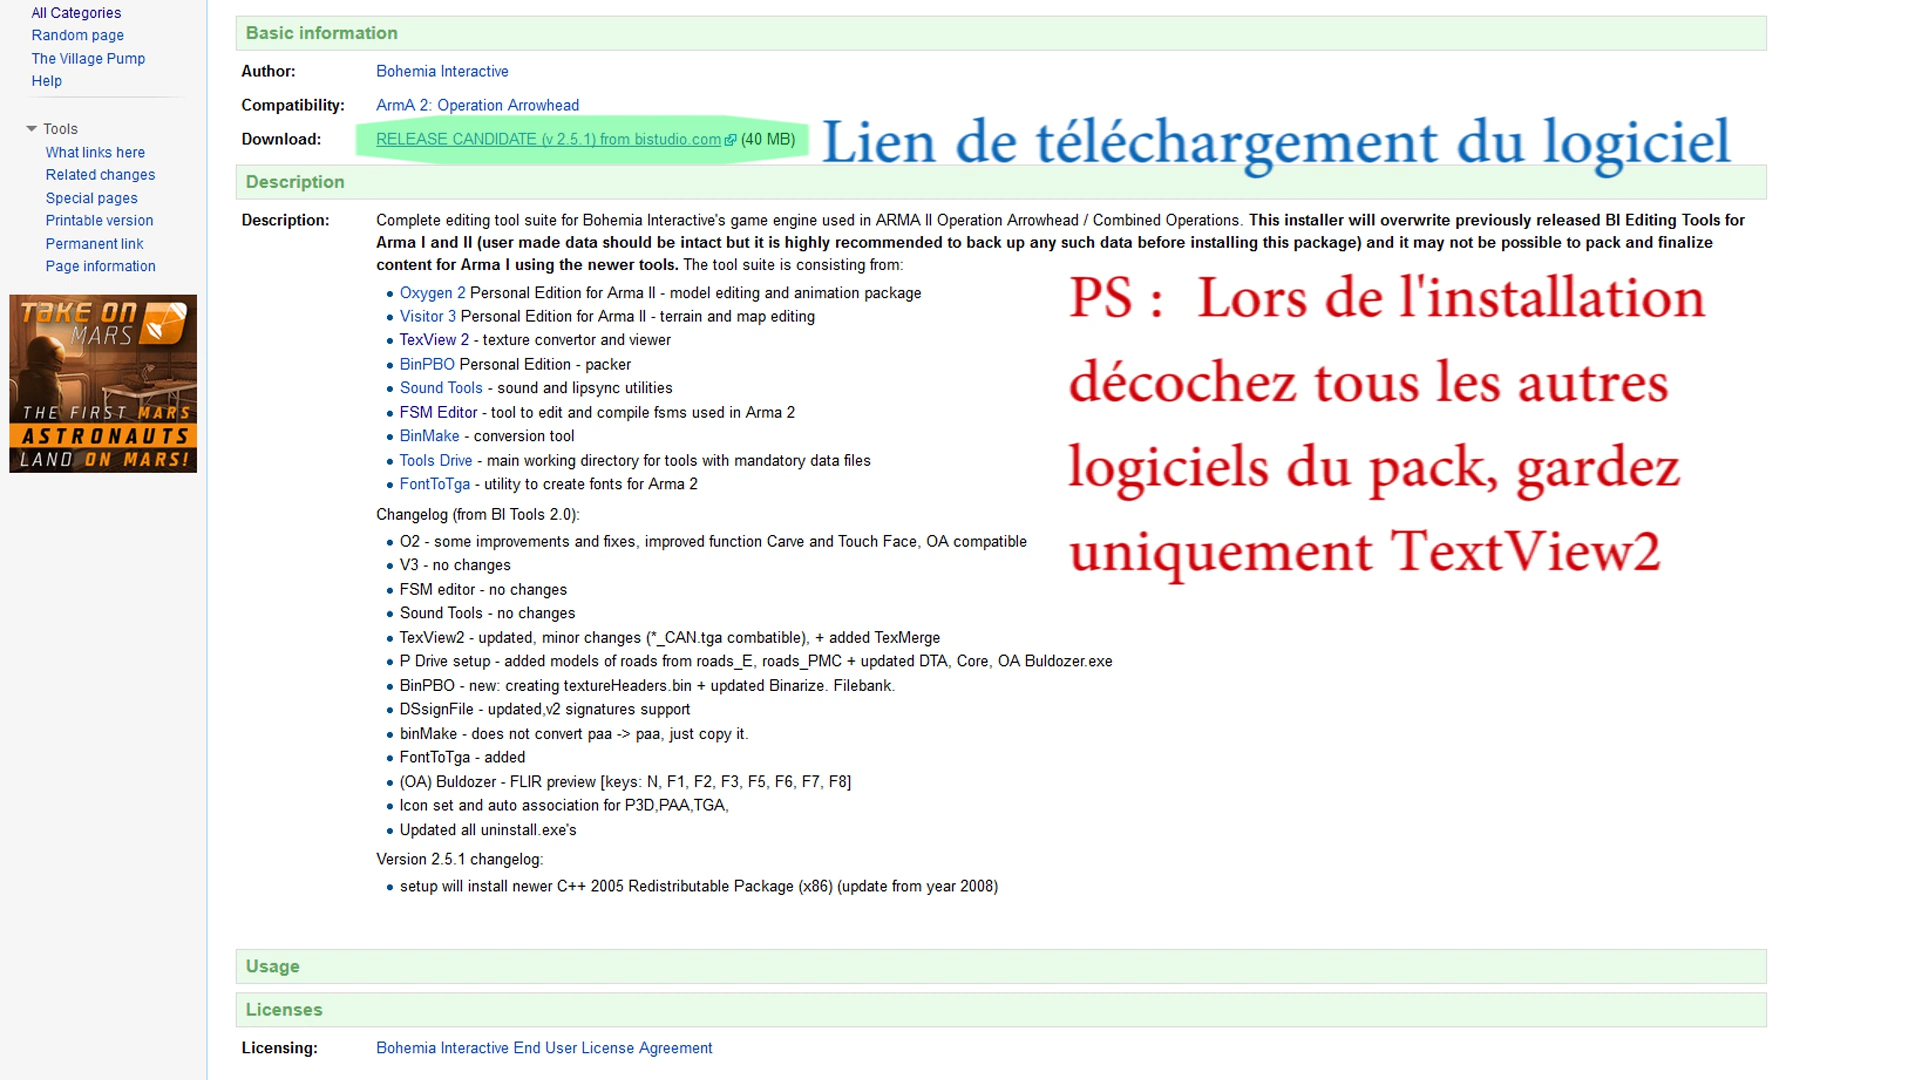 All Categories
Random page
The Village Pump
Help
Tools
What links here
Related changes
Special pages
Printable version
Permanent link
Page information
TAKE ON
MARS
THE FIRST MARS
ASTRONAUTS
LAND ON MARS!
Basic information
Author: Bohemia Interactive
Compatibility: ArmA 2: Operation Arrowhead
Download: RELEASE CANDIDATE (v 2.5.1) from bistudio.com (40 MB)
Lien de téléchargement du logiciel
Description
Description: Complete editing tool suite for Bohemia Interactive's game engine used in ARMA II Operation Arrowhead / Combined Operations. This installer will overwrite previously released BI Editing Tools for
Arma I and II (user made data should be intact but it is highly recommended to back up any such data before installing this package) and it may not be possible to pack and finalize
content for Arma I using the newer tools. The tool suite is consisting from:
Oxygen 2 Personal Edition for Arma II - model editing and animation package
Visitor 3 Personal Edition for Arma II - terrain and map editing
TexView 2 - texture convertor and viewer
BinPBO Personal Edition - packer
Sound Tools - sound and lipsync utilities
FSM Editor - tool to edit and compile fsms used in Arma 2
BinMake - conversion tool
Tools Drive - main working directory for tools with mandatory data files
FontToTga - utility to create fonts for Arma 2
PS : Lors de l'installation
décochez tous les autres
logiciels du pack, gardez
uniquement TextView2
Changelog (from BI Tools 2.0):
O2 - some improvements and fixes, improved function Carve and Touch Face, OA compatible
V3 - no changes
FSM editor - no changes
Sound Tools - no changes
TexView2 - updated, minor changes (*_CAN.tga combatible), + added TexMerge
P Drive setup - added models of roads from roads_E, roads_PMC + updated DTA, Core, OA Buldozer.exe
BinPBO - new: creating textureHeaders.bin + updated Binarize. Filebank.
DSsignFile - updated,v2 signatures support
binMake - does not convert paa -> paa, just copy it.
FontToTga - added
(OA) Buldozer - FLIR preview [keys: N, F1, F2, F3, F5, F6, F7, F8]
Icon set and auto association for P3D,PAA,TGA,
Updated all uninstall.exe's
Version 2.5.1 changelog:
setup will install newer C++ 2005 Redistributable Package (x86) (update from year 2008)
Usage
Licenses
Licensing: Bohemia Interactive End User License Agreement